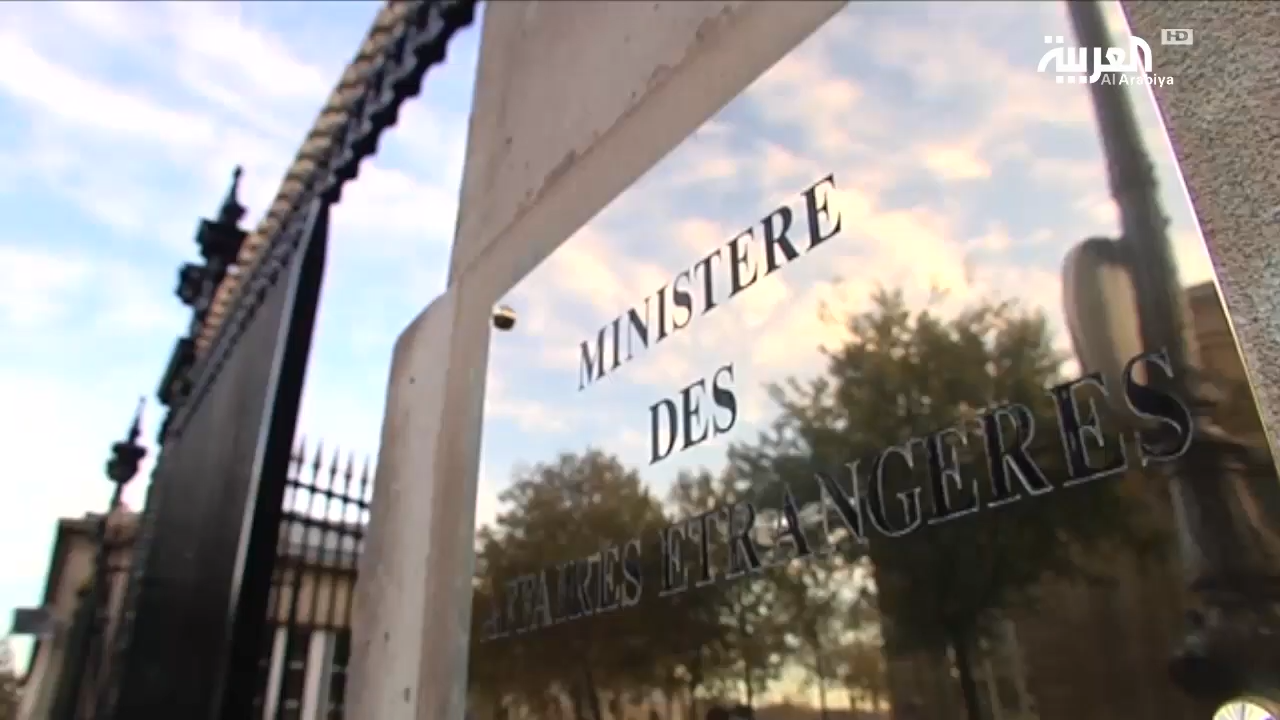 العربية
HD
Al Arabiya
MINISTERE
DES
AFFAIRES ETRANGERES